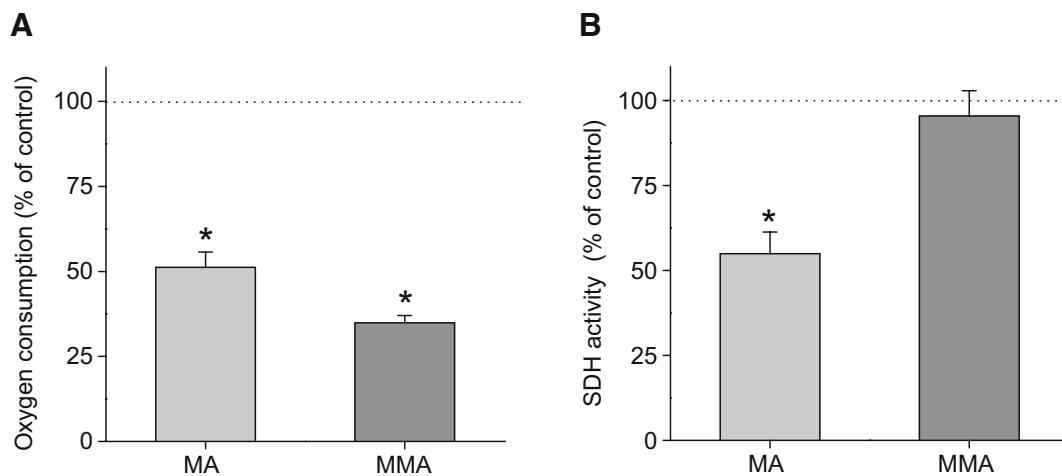 A
Oxygen consumption (% of control)
100
75
50
25
0
*
*
MA
MMA
B
SDH activity (% of control)
100
75
50
25
0
*
MA
MMA